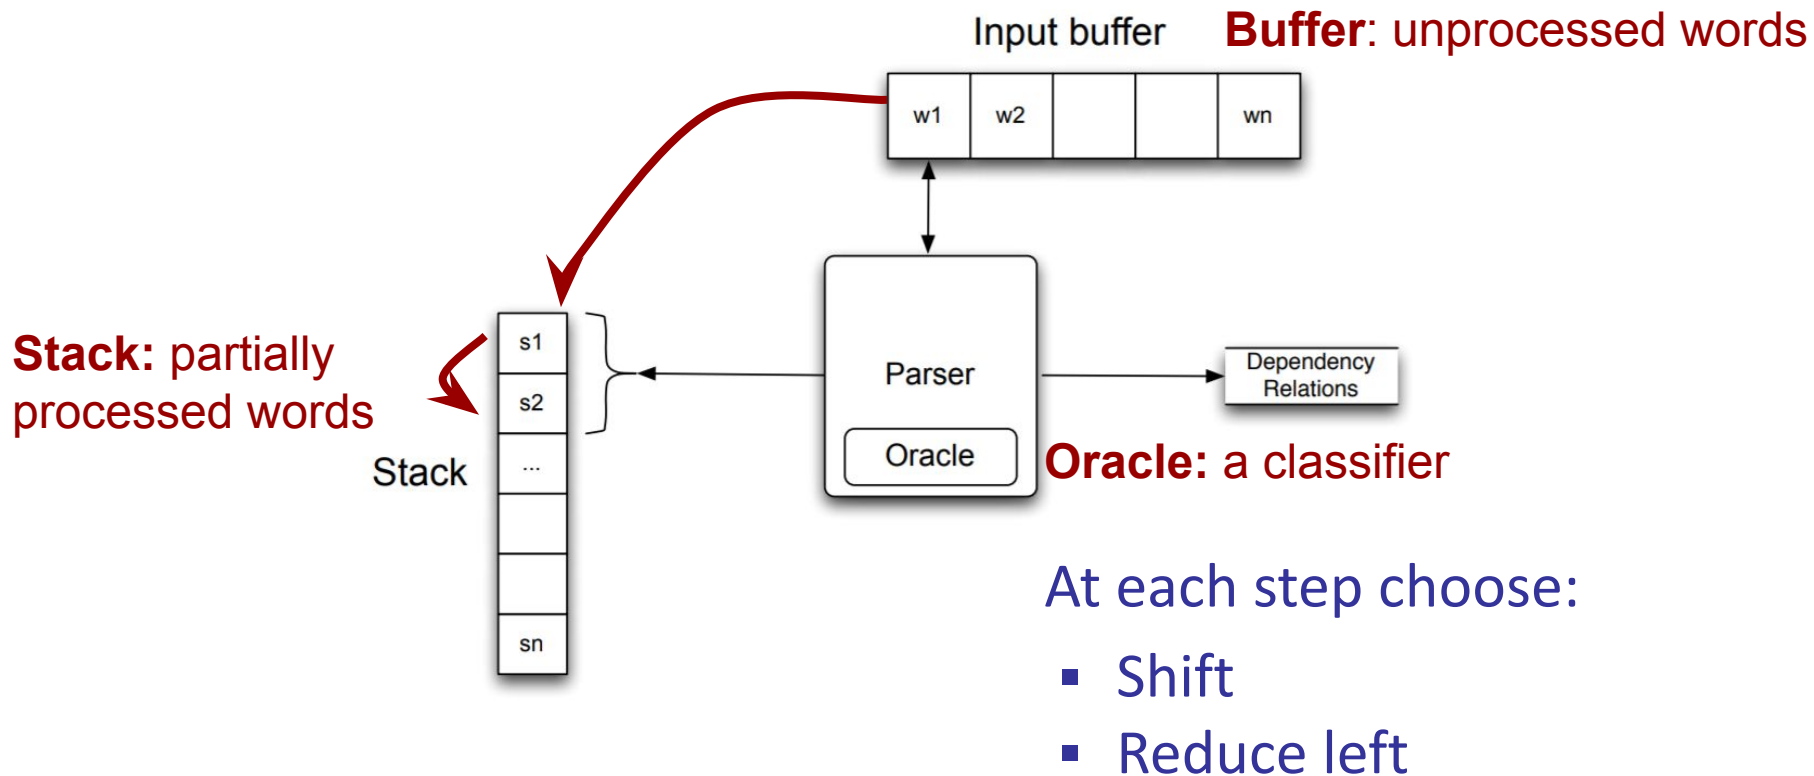 Input buffer
Buffer: unprocessed words
w1 w2 wn
Stack: partially
processed words
s1
s2
...
sn
Stack
Parser
Oracle
Dependency
Relations
Oracle: a classifier
At each step choose:
▪ Shift
▪ Reduce left